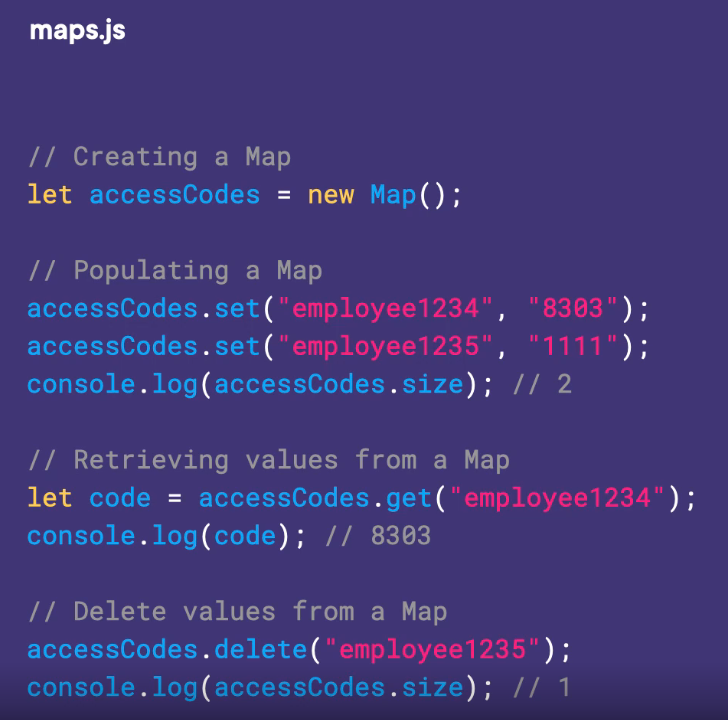 maps.js
// Creating a Map
let accessCodes = new Map();
// Populating a Map
accessCodes.set("employee1234", "8303");
accessCodes.set("employee1235", "1111");
console.log(accessCodes.size); // 2
// Retrieving values from a Map
let code = accessCodes.get("employee1234");
console.log(code); // 8303
// Delete values from a Map
accessCodes.delete("employee1235");
console.log(accessCodes.size); // 1